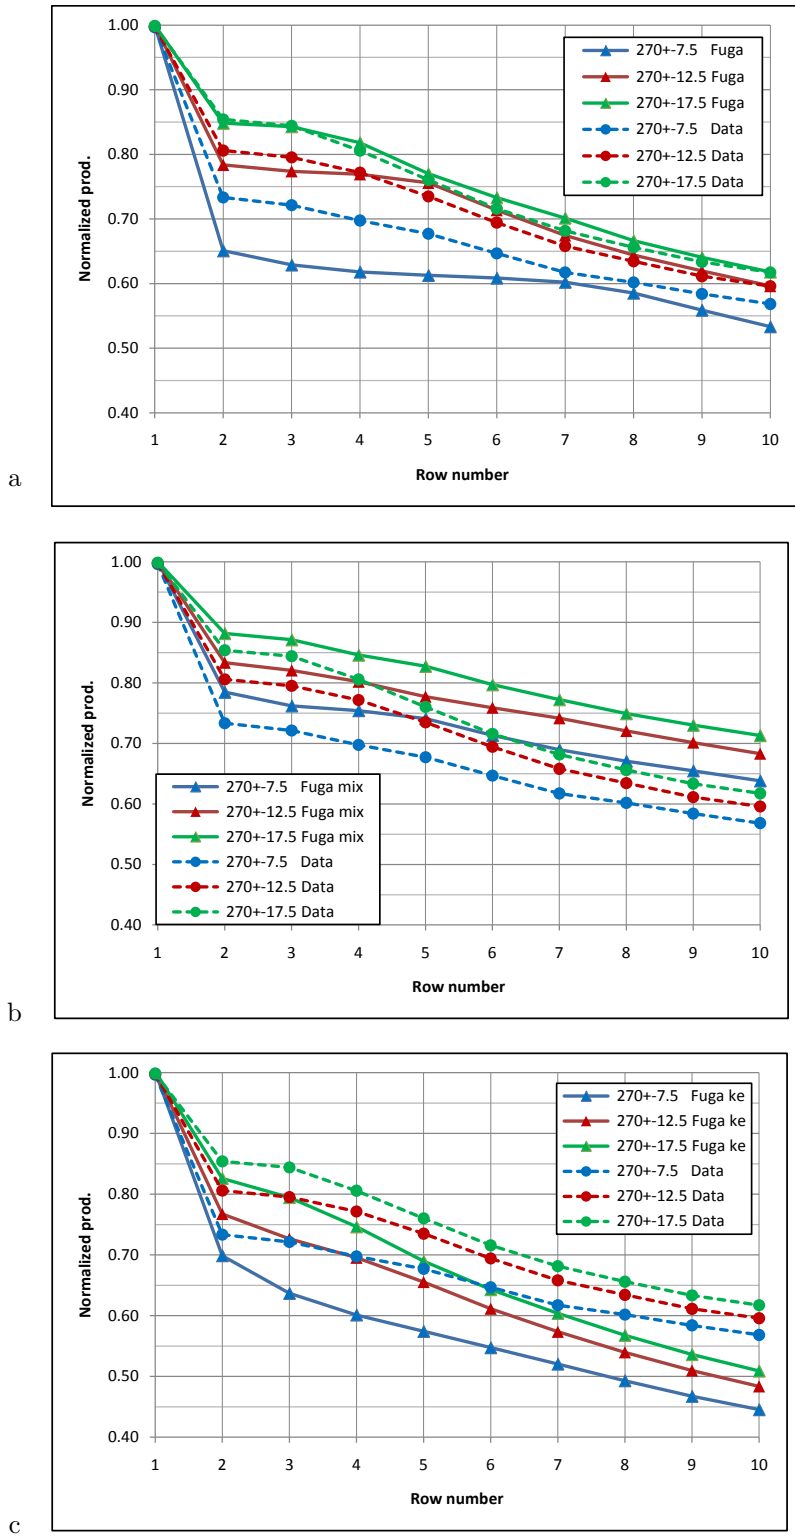 1.00
0.90
0.80
0.70
0.60
0.50
0.40
Normalized prod.
270+-7.5 Fuga
270+-12.5 Fuga
270+-17.5 Fuga
270+-7.5 Data
270+-12.5 Data
270+-17.5 Data
1 2 3 4 5 6 7 8 9 10
Row number
a
1.00
0.90
0.80
0.70
0.60
0.50
0.40
Normalized prod.
270+-7.5 Fuga mix
270+-12.5 Fuga mix
270+-17.5 Fuga mix
270+-7.5 Data
270+-12.5 Data
270+-17.5 Data
1 2 3 4 5 6 7 8 9 10
Row number
b
1.00
0.90
0.80
0.70
0.60
0.50
0.40
Normalized prod.
270+-7.5 Fuga ke
270+-12.5 Fuga ke
270+-17.5 Fuga ke
270+-7.5 Data
270+-12.5 Data
270+-17.5 Data
1 2 3 4 5 6 7 8 9 10
Row number
c